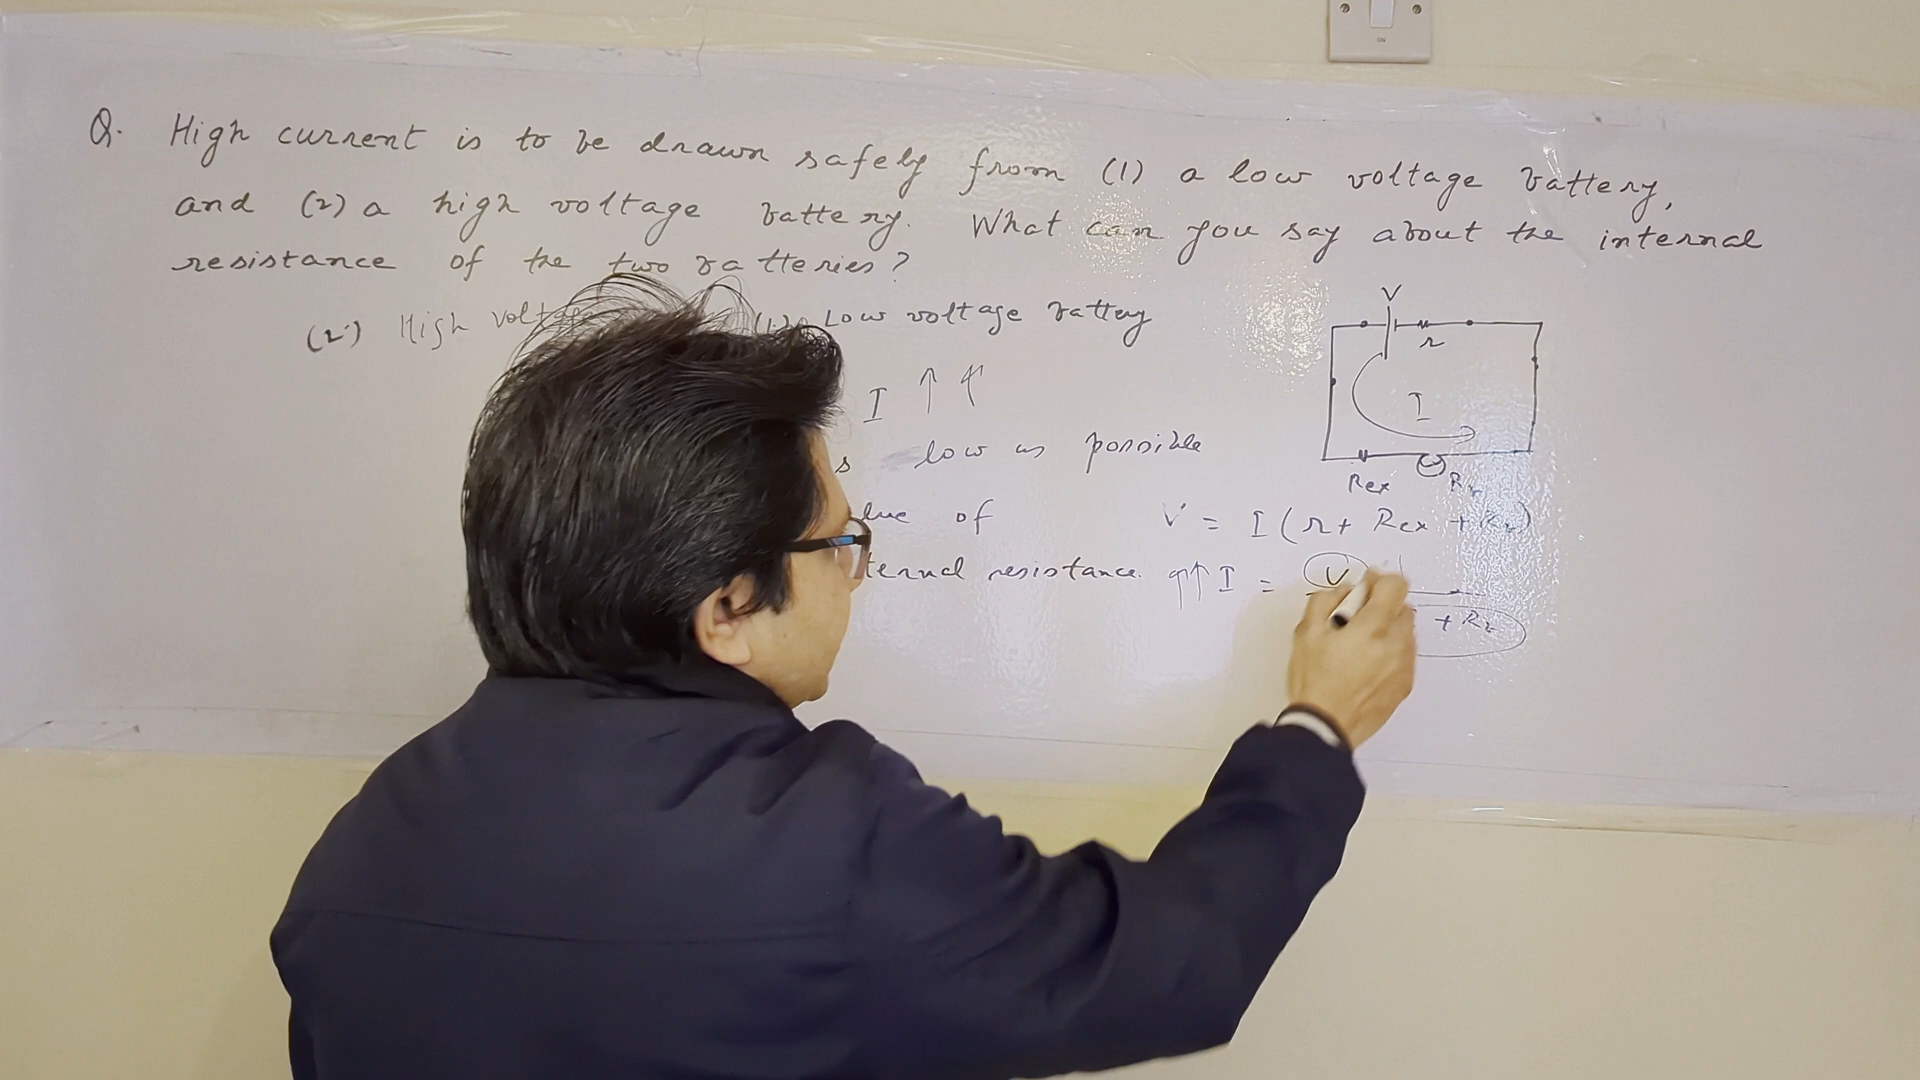 Q. High current is to be drawn safely from (1) a low voltage battery,
and (2) a high voltage battery. What can you say about the internal
resistance of the two batteries?
(2) High voltage (1) Low voltage battery
I ↑ ↑
low as possible
of
resistance.
V
r
I
Rex
V = I (r + Rex +
↑↑ I = V
+ R
ON